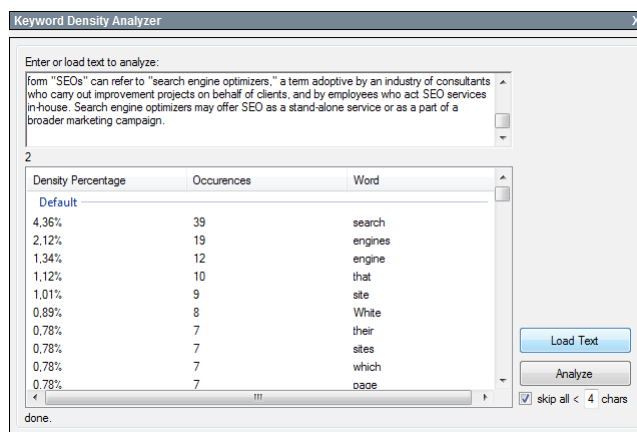 Keyword Density Analyzer X
Enter or load text to analyze:
form "SEOs" can refer to "search engine optimizers," a term adoptive by an industry of consultants
who carry out improvement projects on behalf of clients, and by employees who act SEO services
in-house. Search engine optimizers may offer SEO as a stand-alone service or as a part of a
broader marketing campaign.
2
Density Percentage Occurences Word
Default
4,36% 39 search
2,12% 19 engines
1,34% 12 engine
1,12% 10 that
1,01% 9 site
0,89% 8 White
0,78% 7 their
0,78% 7 sites
0,78% 7 which
0,78% 7 page
Load Text
Analyze
skip all < 4 chars
done.